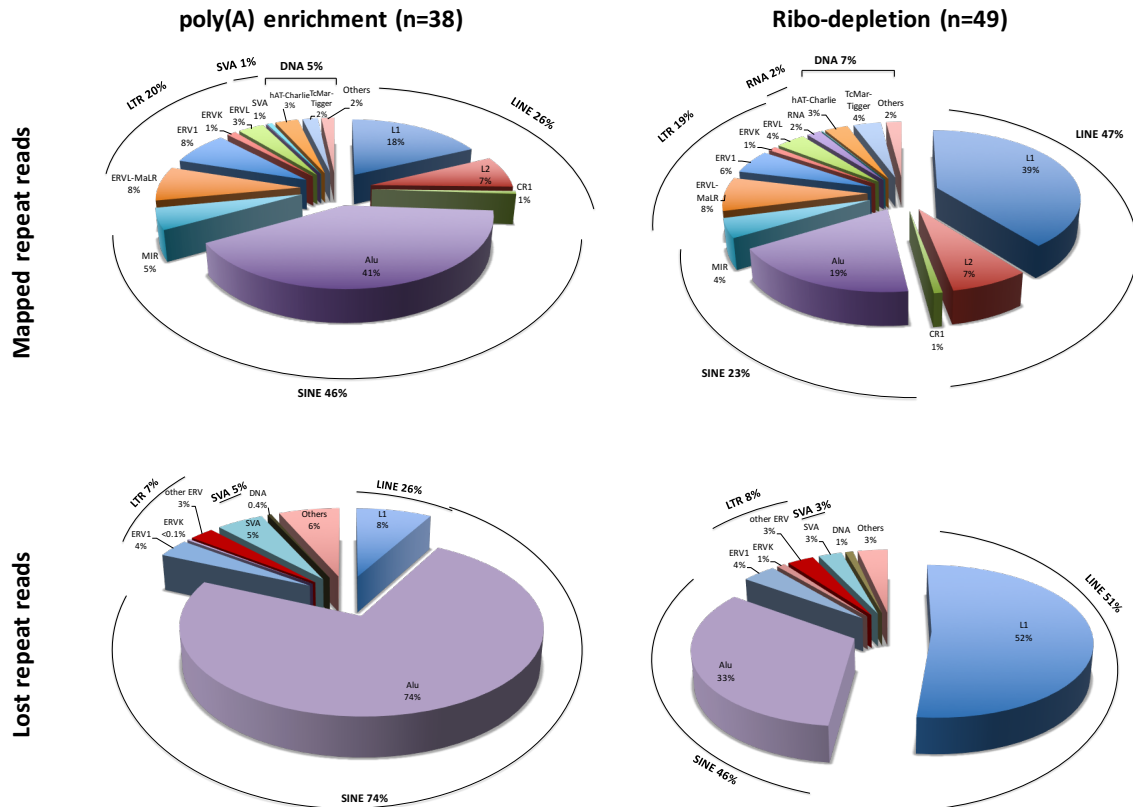 poly(A) enrichment (n=38)
Ribo-depletion (n=49)
Mapped repeat reads
LTR 20%
SVA 1%
DNA 5%
LINE 26%
SINE 46%
ERVL-MaLR
8%
ERV1
8%
ERVK
1%
ERVL
3%
SVA
1%
hAT-Charlie
3%
TcMar-
Tigger
2%
Others
2%
L1
18%
L2
7%
CR1
1%
Alu
41%
MIR
5%
LTR 19%
RNA 2%
DNA 7%
LINE 47%
SINE 23%
ERVL-
MaLR
8%
ERV1
6%
ERVK
1%
ERVL
4%
RNA
2%
hAT-Charlie
3%
TcMar-
Tigger
4%
Others
2%
L1
39%
L2
7%
CR1
1%
Alu
19%
MIR
4%
Lost repeat reads
LTR 7%
SVA 5%
LINE 26%
SINE 74%
ERV1
4%
ERVK
<0.1%
other ERV
3%
SVA
5%
DNA
0.4%
Others
6%
L1
8%
Alu
74%
LTR 8%
SVA 3%
LINE 51%
SINE 46%
ERV1
4%
ERVK
1%
other ERV
3%
SVA
3%
DNA
1%
Others
3%
L1
52%
Alu
33%